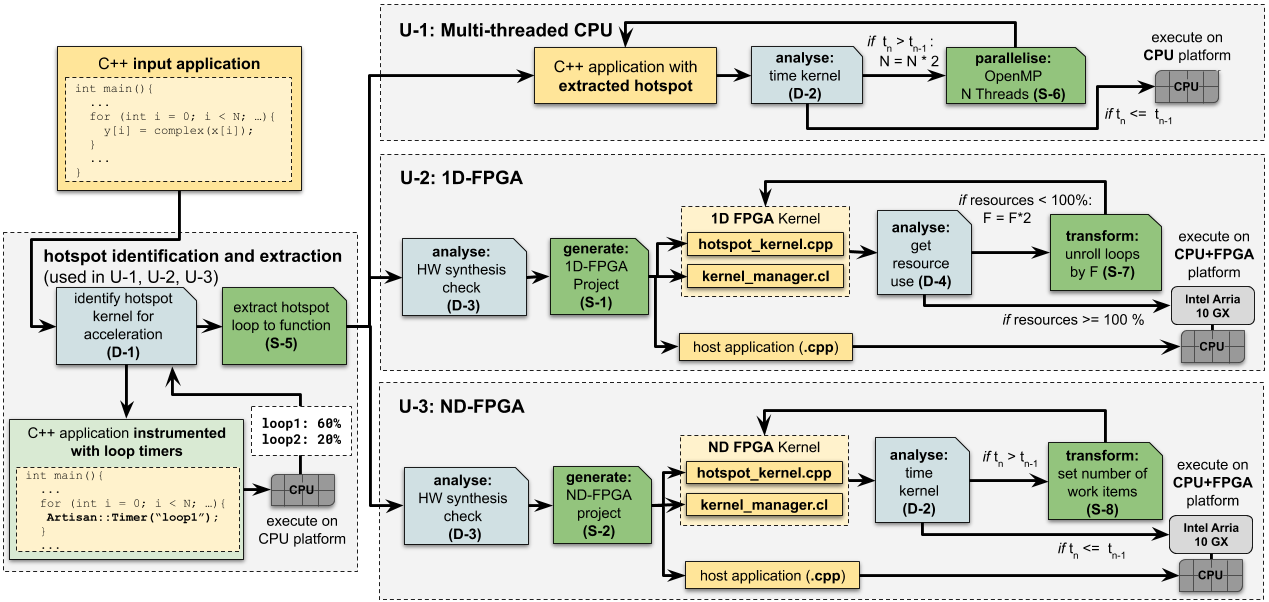 C++ input application
int main(){
...
for (int i = 0; i < N; …){
y[i] = complex(x[i]);
}
...
}
hotspot identification and extraction
(used in U-1, U-2, U-3)
identify hotspot
kernel for
acceleration
(D-1)
extract hotspot
loop to function
(S-5)
C++ application instrumented
with loop timers
int main(){
...
for (int i = 0; i < N; …){
Artisan::Timer(“loop1”);
}
...
loop1: 60%
loop2: 20%
CPU
execute on
CPU platform
U-1: Multi-threaded CPU
C++ application with
extracted hotspot
analyse:
time kernel
(D-2)
if tn > tn-1 :
N = N * 2
parallelise:
OpenMP
N Threads (S-6)
if tn <= tn-1
execute on
CPU platform
CPU
U-2: 1D-FPGA
analyse:
HW synthesis
check
(D-3)
generate:
1D-FPGA
Project
(S-1)
1D FPGA Kernel
hotspot_kernel.cpp
kernel_manager.cl
host application (.cpp)
analyse:
get
resource
use (D-4)
if resources < 100%:
F = F*2
transform:
unroll loops
by F (S-7)
if resources >= 100 %
execute on
CPU+FPGA
platform
Intel Arria
10 GX
CPU
U-3: ND-FPGA
analyse:
HW synthesis
check
(D-3)
generate:
ND-FPGA
project
(S-2)
ND FPGA Kernel
hotspot_kernel.cpp
kernel_manager.cl
host application (.cpp)
analyse:
time
kernel
(D-2)
if tn > tn-1
transform:
set number of
work items
(S-8)
if tn <= tn-1
execute on
CPU+FPGA
platform
Intel Arria
10 GX
CPU